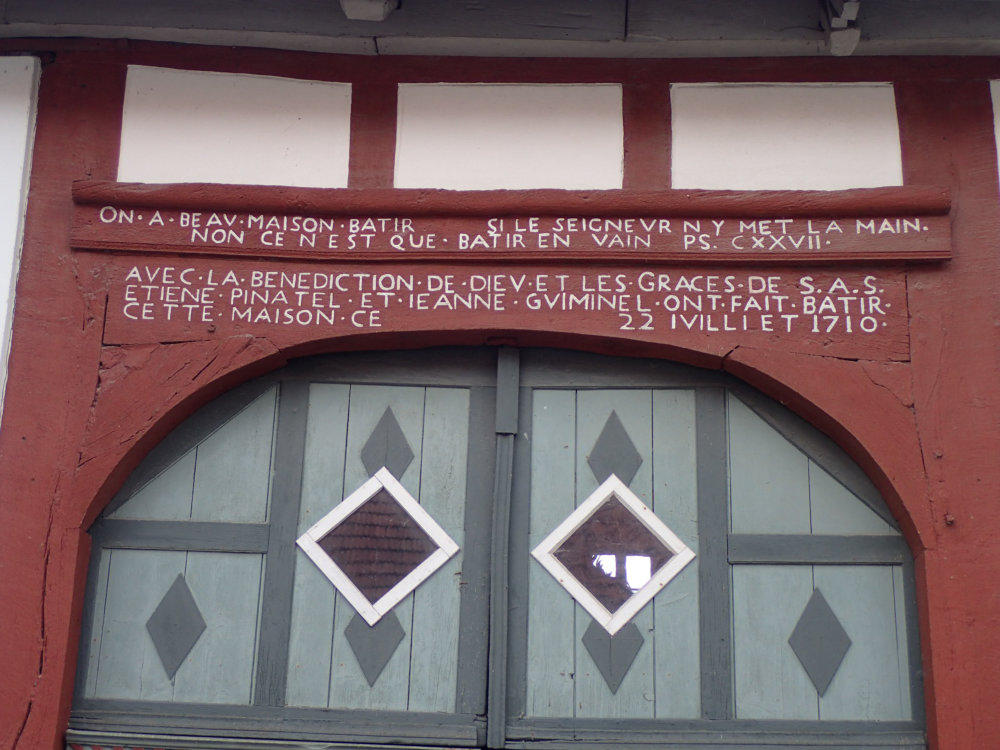 ON·A·BEAV·MAISON·BATIR SI LE SEIGNEVR N Y MET LA MAIN.
NON CE N EST QUE·BATIR EN VAIN PS. CXXVII·
AVEC·LA·BENEDICTION·DE·DIEV·ET LES GRACES·DE S.A.S.
ETIENE·PINATEL·ET·IEANNE·GVIMINEL·ONT·FAIT·BATIR·
CETTE·MAISON·CE 22 IVILLIET·1710·